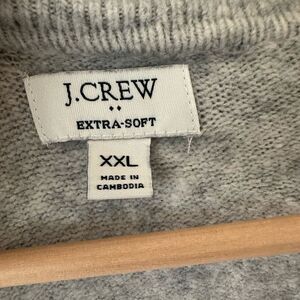 J.CREW
EXTRA-SOFT
XXL
MADE IN
CAMBODIA